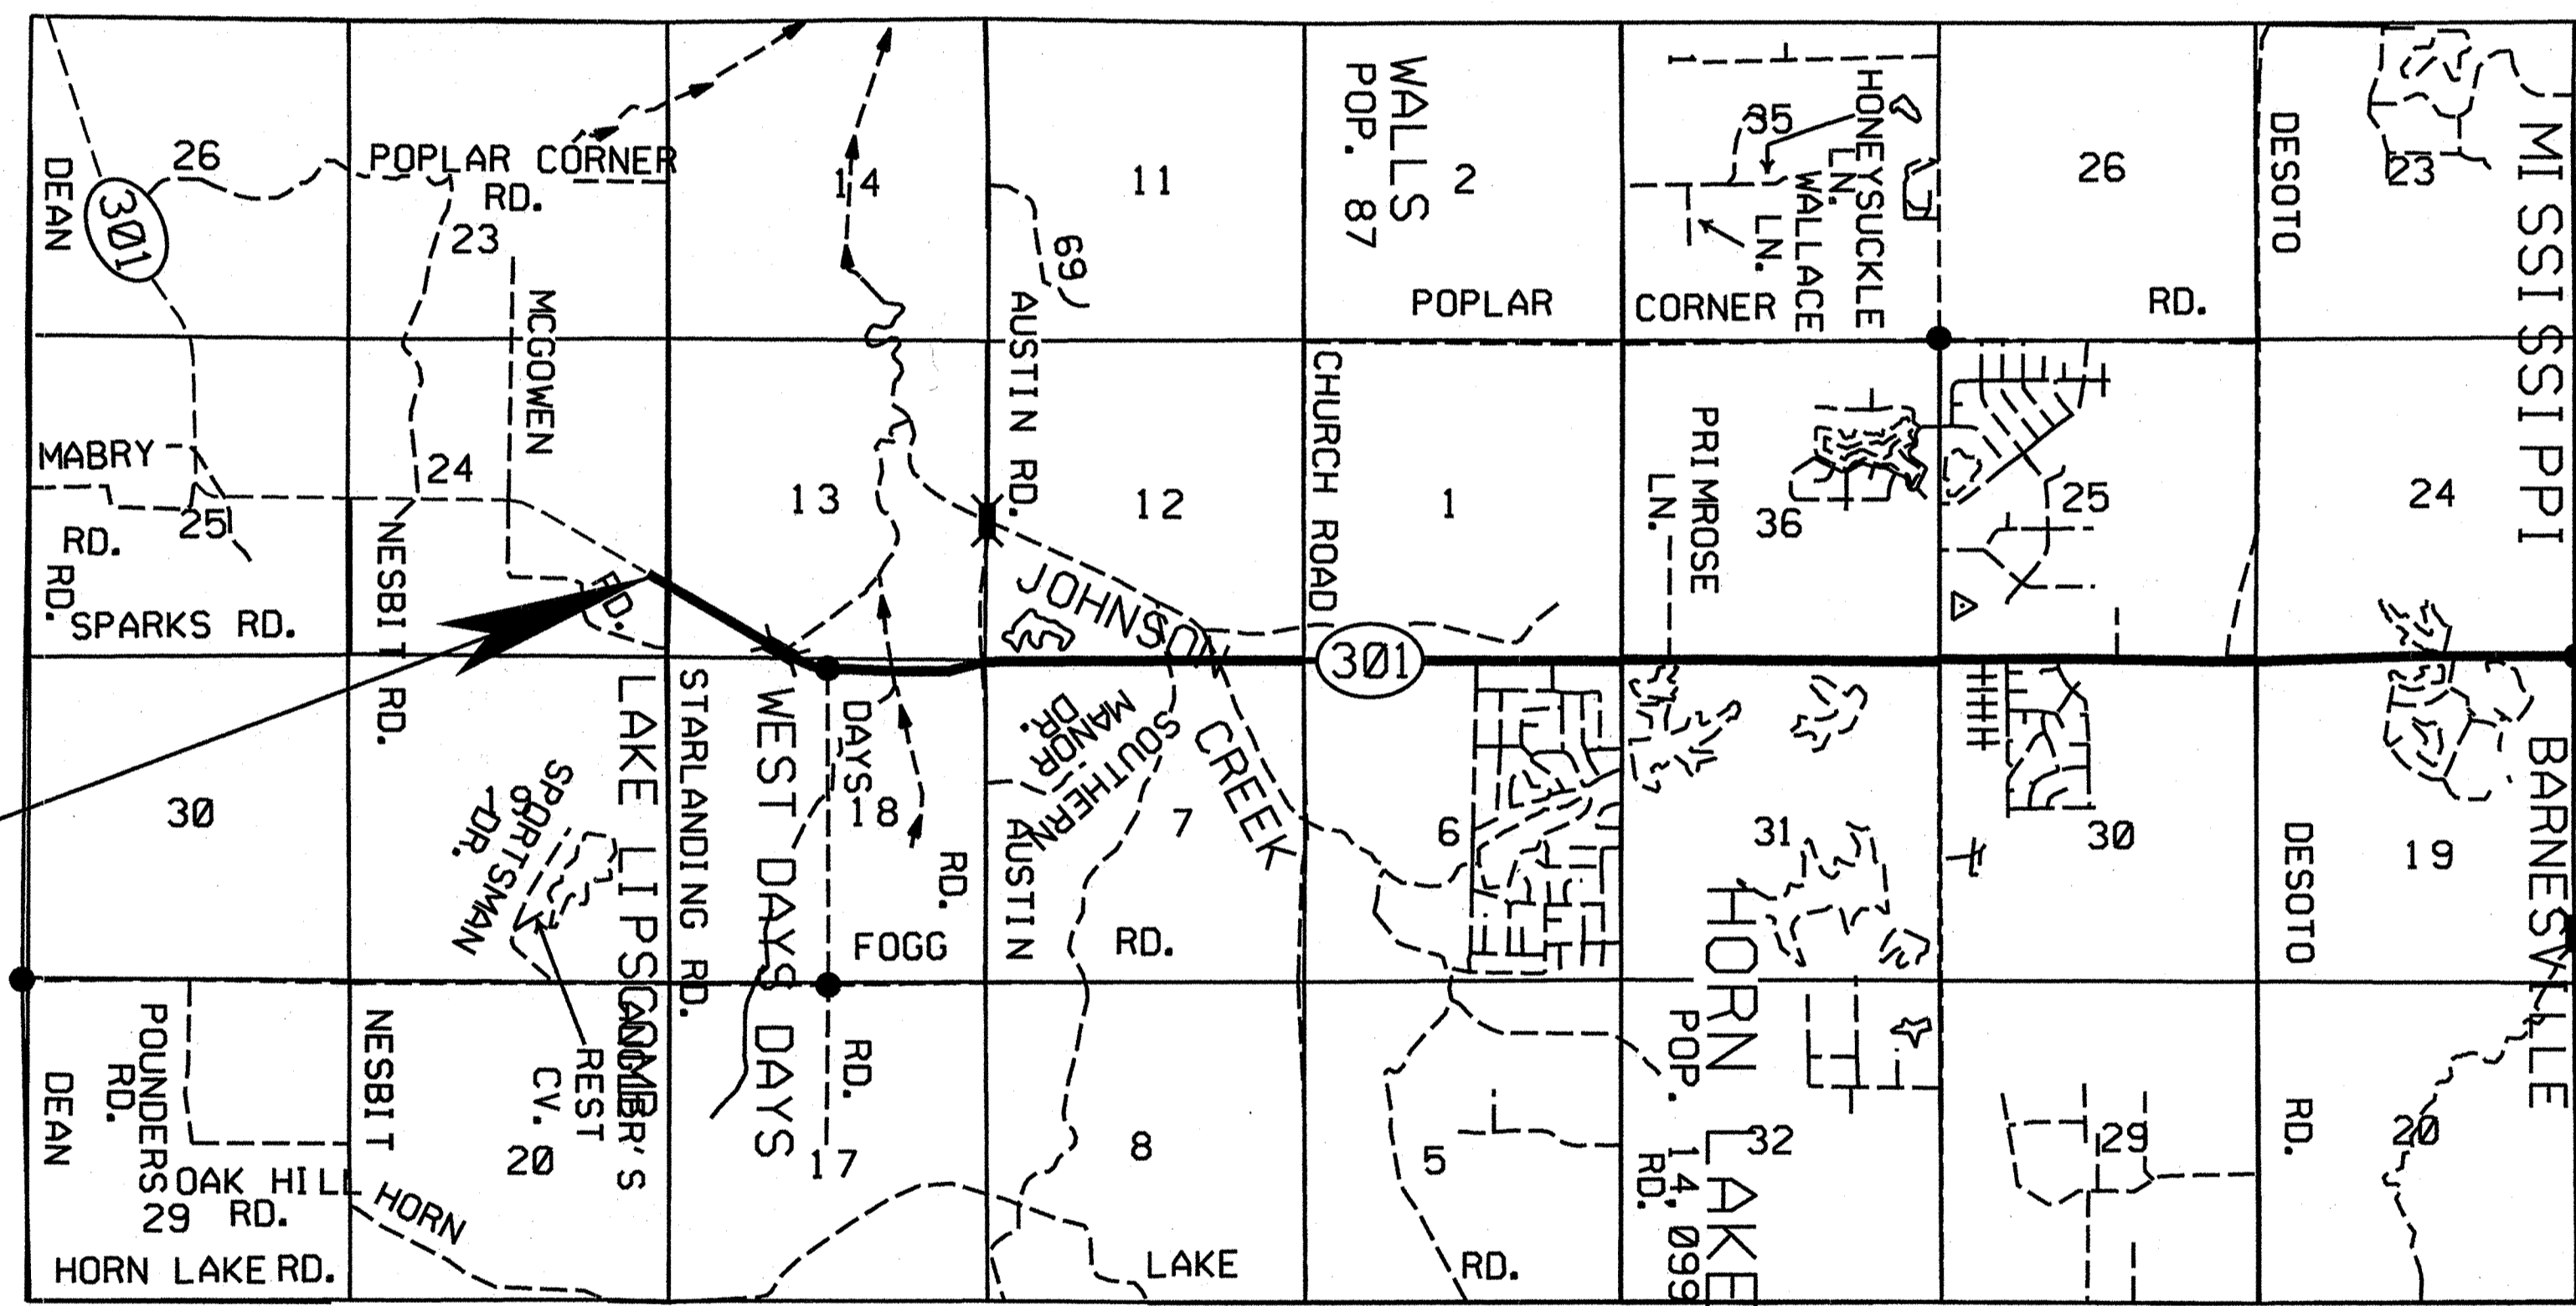 26
DEAN
301
POPLAR CORNER
RD.
23
14
11
69
WALLS
POP. 87
2
35
HONEYSUCKLE
LN.
WALLACE
LN.
26
DESOTO
23
MISSISSIPPI
POPLAR
CORNER
RD.
MCGOWEN
AUSTIN RD.
CHURCH ROAD
MABRY
RD.
25
24
NESBIT RD.
13
12
1
PRIMROSE
LN.
36
25
24
RD.
SPARKS RD.
RD.
JOHNSON
CREEK
301
30
SPORTSMAN
DR.
LAKE LIPSCOMB
STARLANDING RD.
WEST DAYS
DAYS
DAYS
18
RD.
FOGG
AUSTIN
RD.
SOUTHERN
MANOR
DR.
7
6
31
30
DESOTO
19
BARNESVILLE
HORN LAKE
POP. 14,099
RD.
POUNDERS
RD.
DEAN
OAK HILL
RD.
29
HORN LAKE RD.
NESBIT
HORN
20
REST
CV.
17
RD.
8
LAKE
5
RD.
32
29
RD.
20